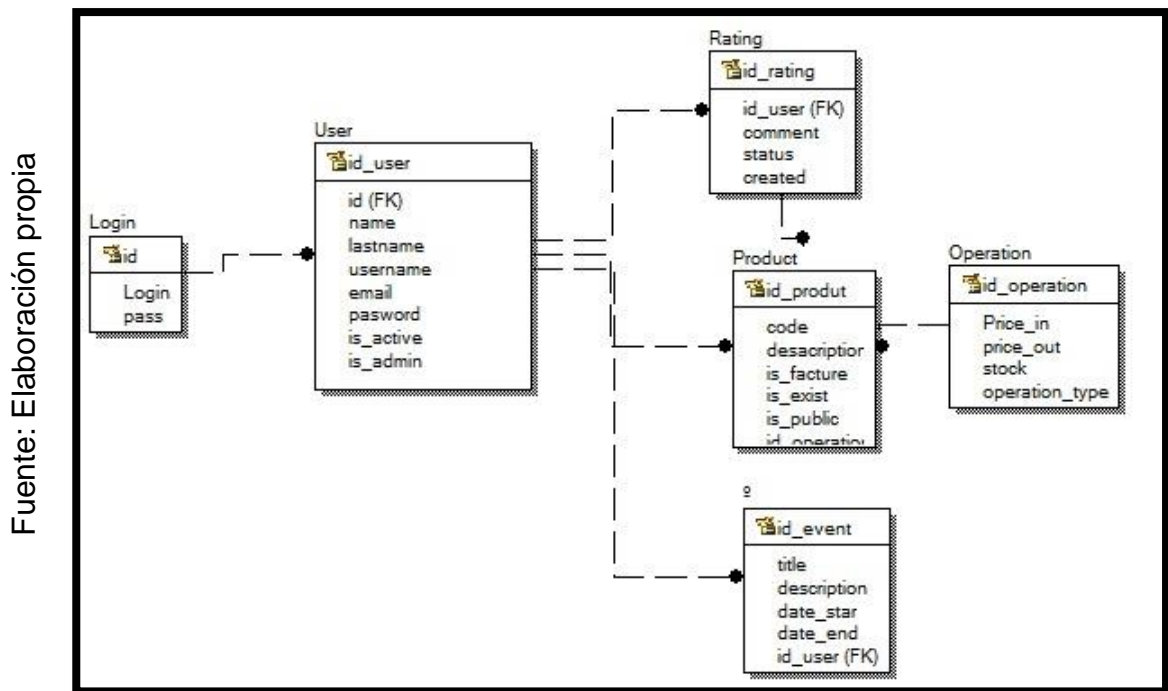 Fuente: Elaboración propia
Login
id
Login
pass
User
id_user
id (FK)
name
lastname
username
email
pasword
is_active
is_admin
Rating
id_rating
id_user (FK)
comment
status
created
Product
id_produt
code
desacription
is_facture
is_exist
is_public
Operation
id_operation
Price_in
price_out
stock
operation_type
º
id_event
title
description
date_star
date_end
id_user (FK)